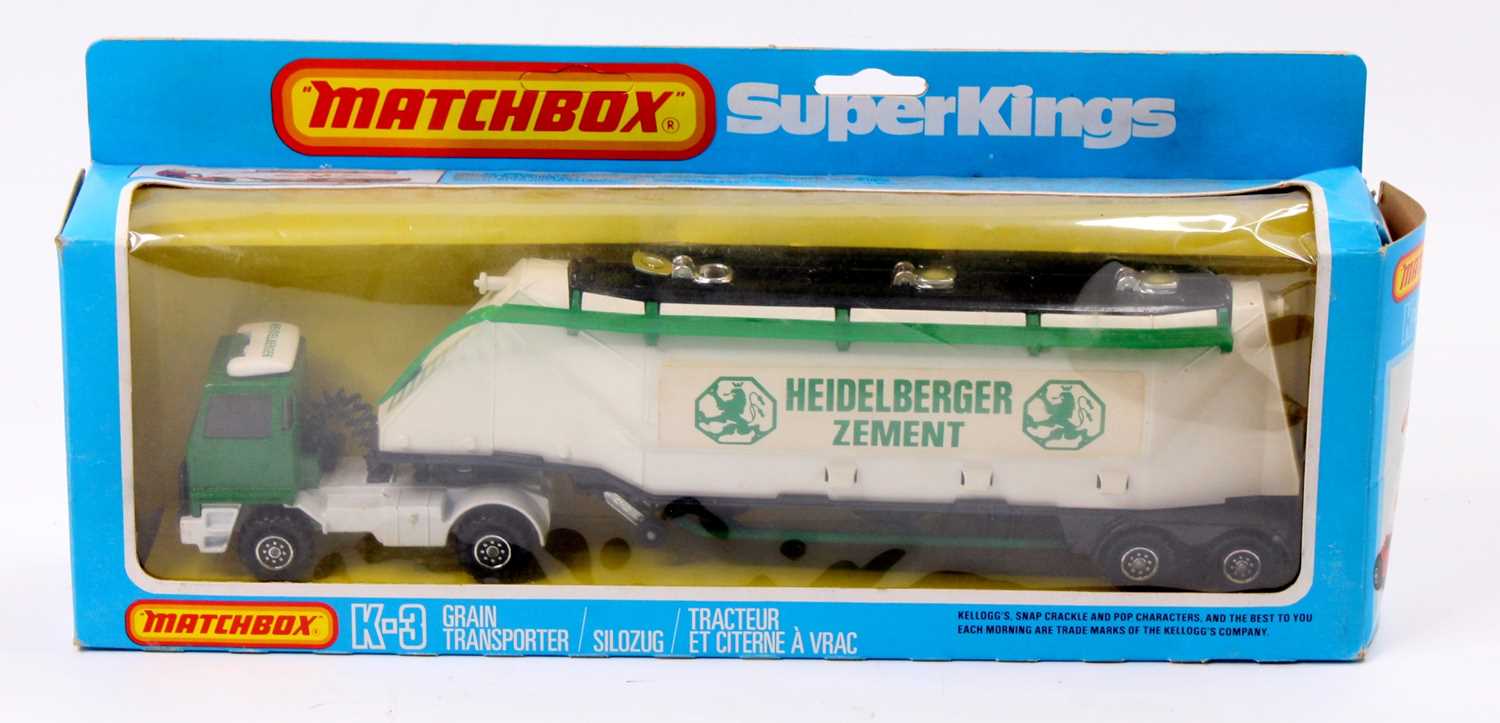 "MATCHBOX" ®
SuperKings
HEIDELBERGER
HEIDELBERGER
ZEMENT
MATCHBOX ®
K-3
GRAIN
TRANSPORTER / SILOZUG / TRACTEUR
ET CITERNE À VRAC
KELLOGG'S, SNAP CRACKLE AND POP CHARACTERS, AND THE BEST TO YOU
EACH MORNING ARE TRADE MARKS OF THE KELLOGG'S COMPANY.